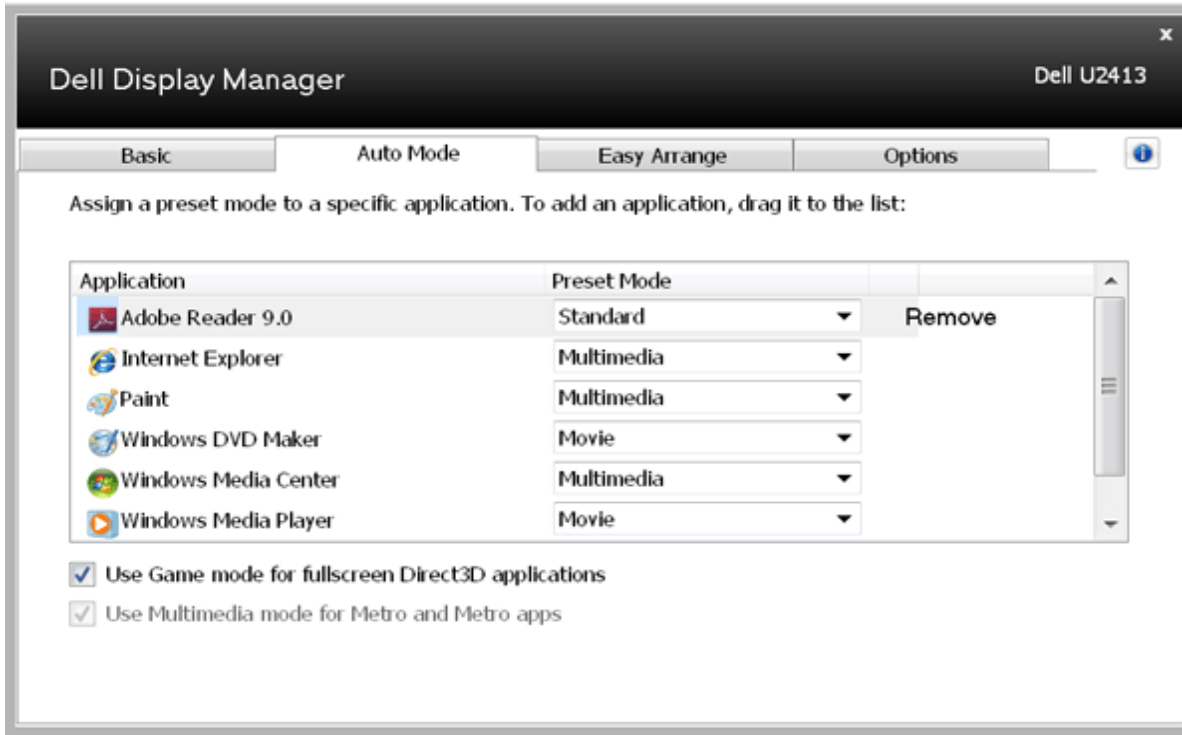 x
Dell Display Manager Dell U2413
Basic Auto Mode Easy Arrange Options
Assign a preset mode to a specific application. To add an application, drag it to the list:
Application Preset Mode
Adobe Reader 9.0 Standard Remove
Internet Explorer Multimedia
Paint Multimedia
Windows DVD Maker Movie
Windows Media Center Multimedia
Windows Media Player Movie
Use Game mode for fullscreen Direct3D applications
Use Multimedia mode for Metro and Metro apps